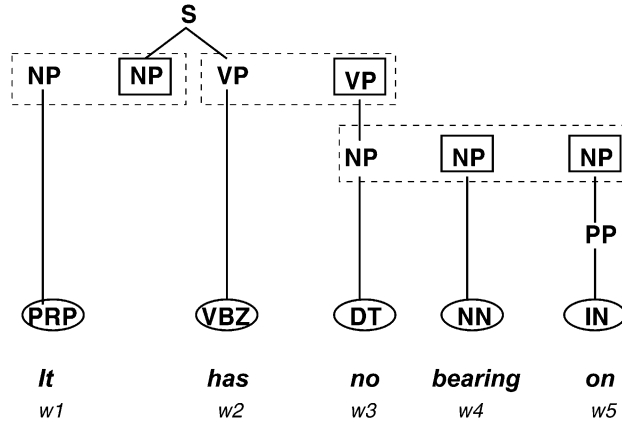 S
NP NP VP VP
NP NP NP
PP
PRP VBZ DT NN IN
It has no bearing on
w1 w2 w3 w4 w5